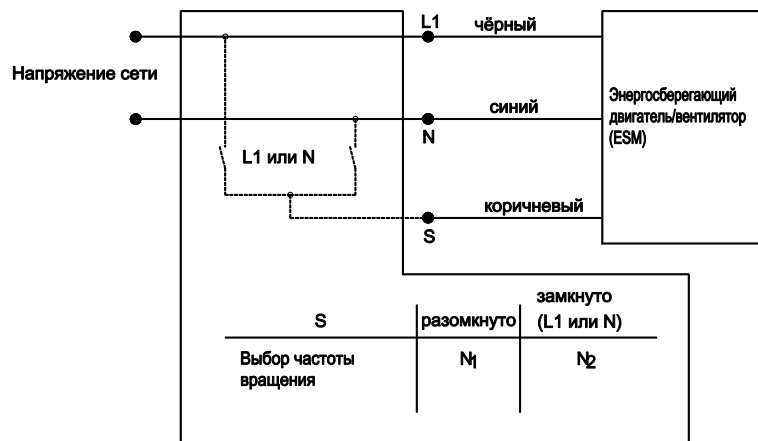 L1
чёрный
Напряжение сети
Энергосберегающий
двигатель/вентилятор
(ESM)
синий
N
L1 или N
коричневый
S
S
разомкнуто
замкнуто
(L1 или N)
Выбор частоты
вращения
N1
N2